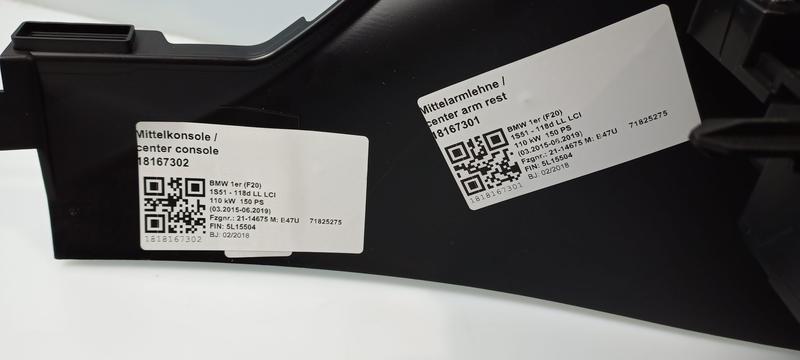 Mittelkonsole /
center console
18167302
BMW 1er (F20)
1S51 - 118d LL LCI
110 kW 150 PS
(03.2015-06.2019)
Fzgnr.: 21-14675 M: B47U 71825275
FIN: 5L15504
BJ: 02/2018
1818167302
Mittelarmlehne /
center arm rest
18167301
BMW 1er (F20)
1S51 - 118d LL LCI
110 kW 150 PS
(03.2015-06.2019)
Fzgnr.: 21-14675 M: B47U 71825275
FIN: 5L15504
BJ: 02/2018
1818167301